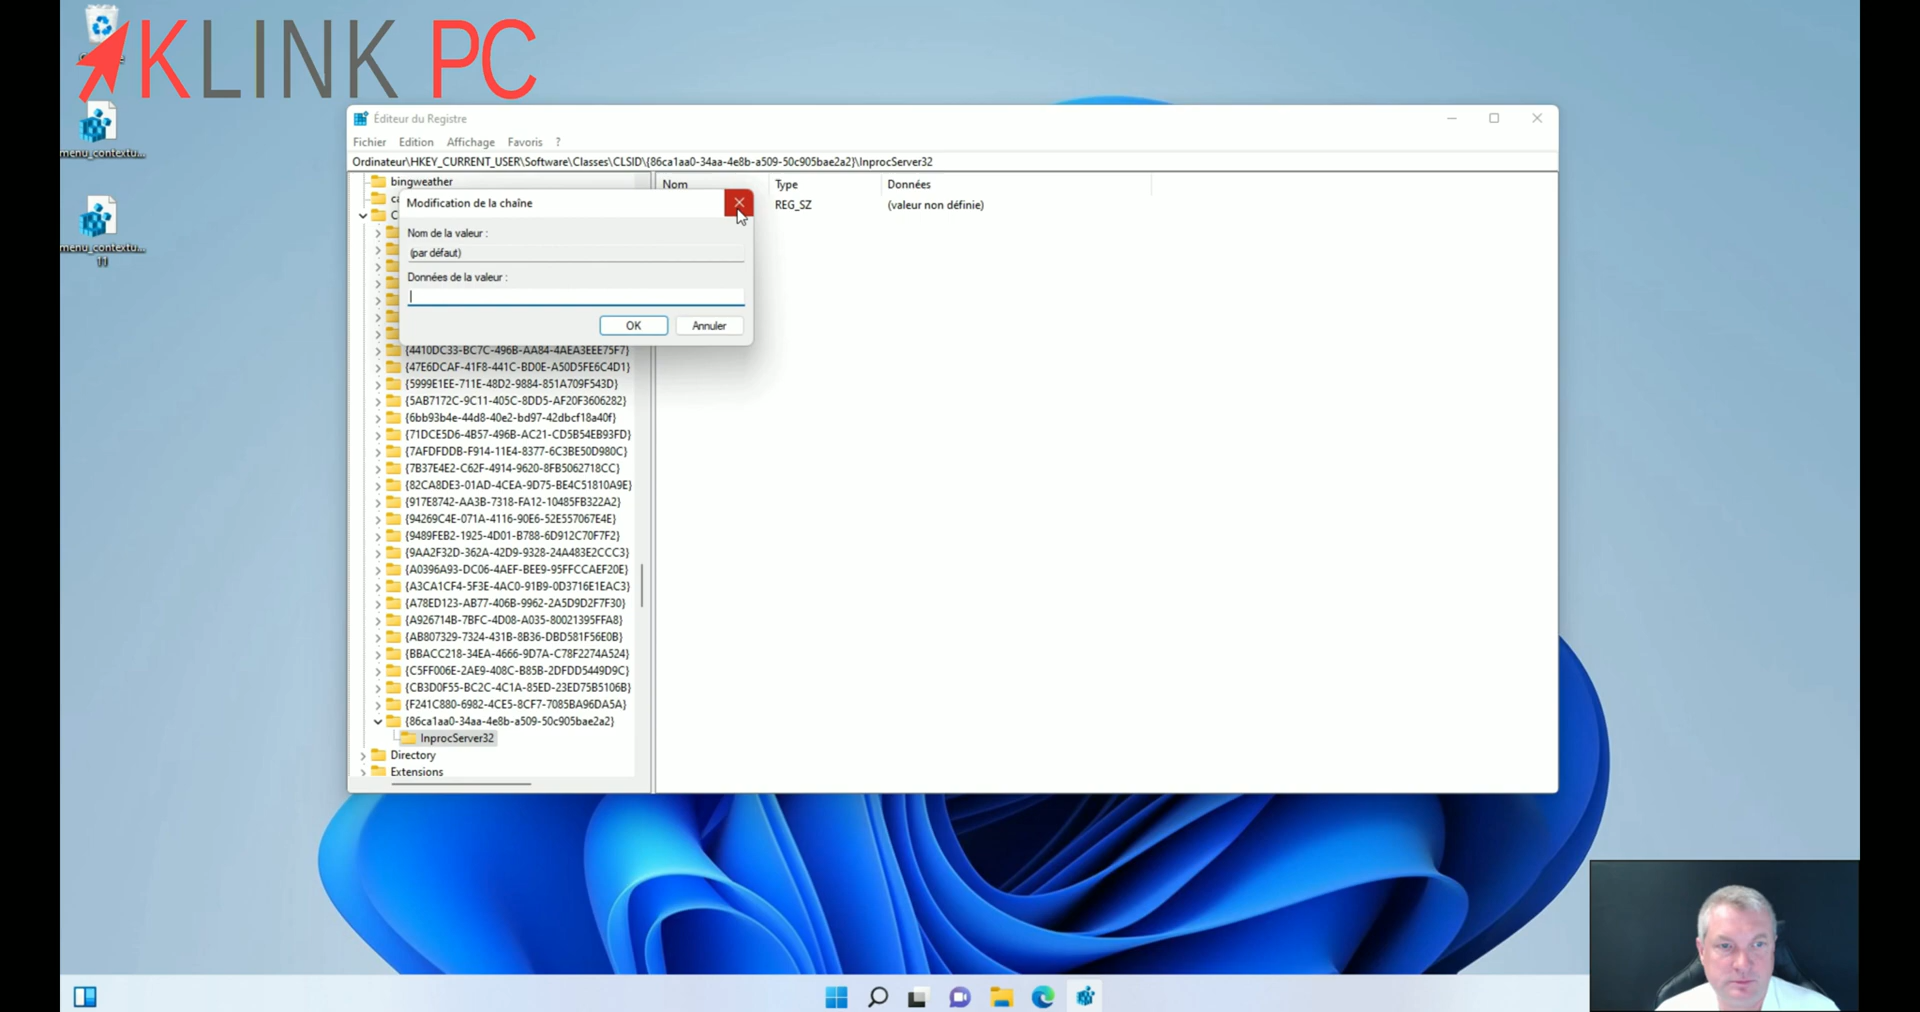 KLINK PC
menu_contextu...
menu_contextu...
11
Éditeur du Registre
Fichier Edition Affichage Favoris ?
Ordinateur\HKEY_CURRENT_USER\Software\Classes\CLSID\{86ca1aa0-34aa-4e8b-a509-50c905bae2a2}\InprocServer32
bingweather
Nom Type Données
REG_SZ (valeur non définie)
Modification de la chaîne
Nom de la valeur :
(par défaut)
Données de la valeur :
OK Annuler
{4410DC33-BC7C-496B-AA84-4AEA3EEE75F7}
{47E6DCAF-41F8-441C-BD0E-A50D5FE6C4D1}
{5999E1EE-711E-48D2-9884-851A709F543D}
{5AB7172C-9C11-405C-8DD5-AF20F3606282}
{6bb93b4e-44d8-40e2-bd97-42dbcf18a40f}
{71DCE5D6-4B57-496B-AC21-CD5B54EB93FD}
{7AFDFDDB-F914-11E4-8377-6C3BE50D980C}
{7B37E4E2-C62F-4914-9620-8FB5062718CC}
{82CA8DE3-01AD-4CEA-9D75-BE4C51810A9E}
{917E8742-AA3B-7318-FA12-10485FB322A2}
{94269C4E-071A-4116-90E6-52E557067E4E}
{9489FEB2-1925-4D01-B788-6D912C70F7F2}
{9AA2F32D-362A-42D9-9328-24A483E2CCC3}
{A0396A93-DC06-4AEF-BEE9-95FFCCAEF20E}
{A3CA1CF4-5F3E-4AC0-91B9-0D3716E1EAC3}
{A78ED123-AB77-406B-9962-2A5D9D2F7F30}
{A926714B-7BFC-4D08-A035-80021395FFA8}
{AB807329-7324-431B-8B36-DBD581F56E0B}
{BBACC218-34EA-4666-9D7A-C78F2274A524}
{C5FF006E-2AE9-408C-B85B-2DFDD5449D9C}
{CB3D0F55-BC2C-4C1A-85ED-23ED75B5106B}
{F241C880-6982-4CE5-8CF7-7085BA96DA5A}
{86ca1aa0-34aa-4e8b-a509-50c905bae2a2}
InprocServer32
Directory
Extensions